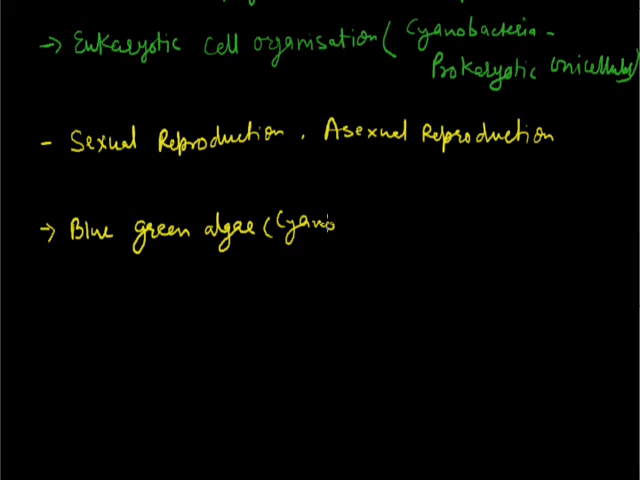 → Eukaryotic Cell organisation ( Cyanobacteria -
Prokaryotic Unicellular)
- Sexual Reproduction , Asexual Reproduction
→ Blue green algae ( Cyano